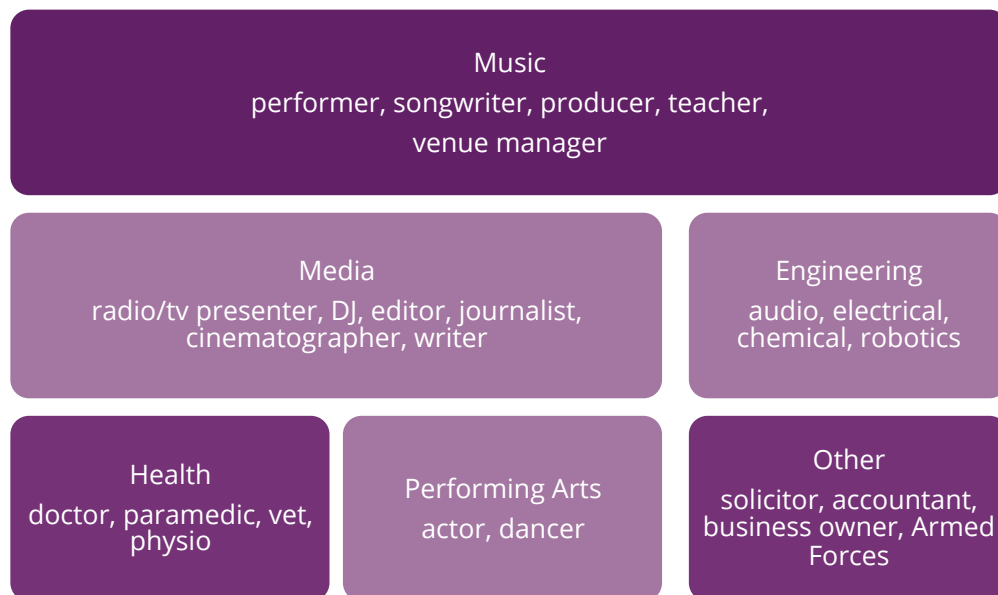 Music
performer, songwriter, producer, teacher,
venue manager
Media
radio/tv presenter, DJ, editor, journalist,
cinematographer, writer
Engineering
audio, electrical,
chemical, robotics
Health
doctor, paramedic, vet,
physio
Performing Arts
actor, dancer
Other
solicitor, accountant,
business owner, Armed
Forces